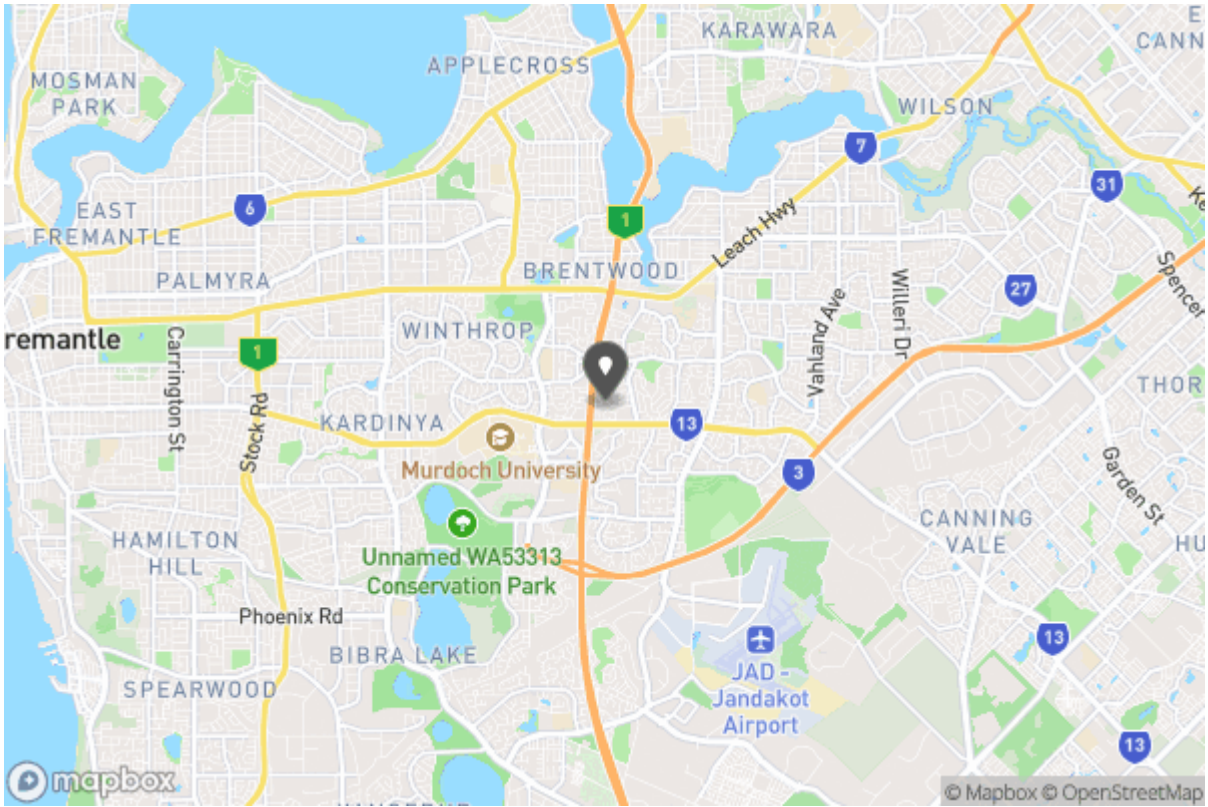 KARAWARA
E
CANN
MOSMAN
PARK
APPLECROSS
WILSON
7
31
6
1
EAST
FREMANTLE
Ke
Leach Hwy
BRENTWOOD
PALMYRA
Spencer
27
Willeri Dr
Vahland Ave
WINTHROP
remantle
Carrington St
1
THOR
Stock Rd
KARDINYA
13
Murdoch University
3
Garden St
CANNING
VALE
HAMILTON
HILL
HU
Unnamed WA53313
Conservation Park
Phoenix Rd
13
BIBRA LAKE
JAD -
Jandakot
Airport
SPEARWOOD
13
mapbox
© Mapbox © OpenStreetMap